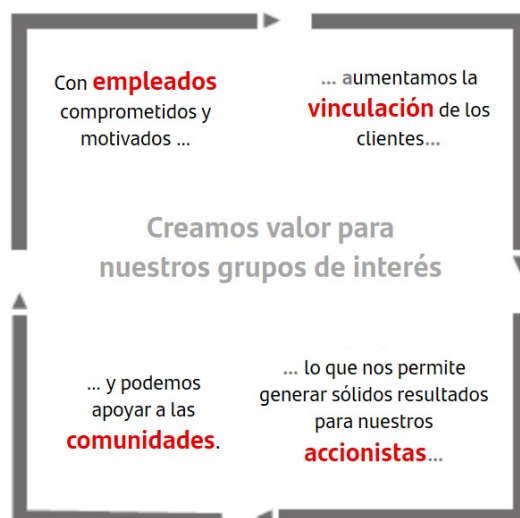 Con empleados
comprometidos y
motivados ...
... aumentamos la
vinculación de los
clientes...
Creamos valor para
nuestros grupos de interés
... lo que nos permite
generar sólidos resultados
para nuestros
accionistas...
... y podemos
apoyar a las
comunidades.